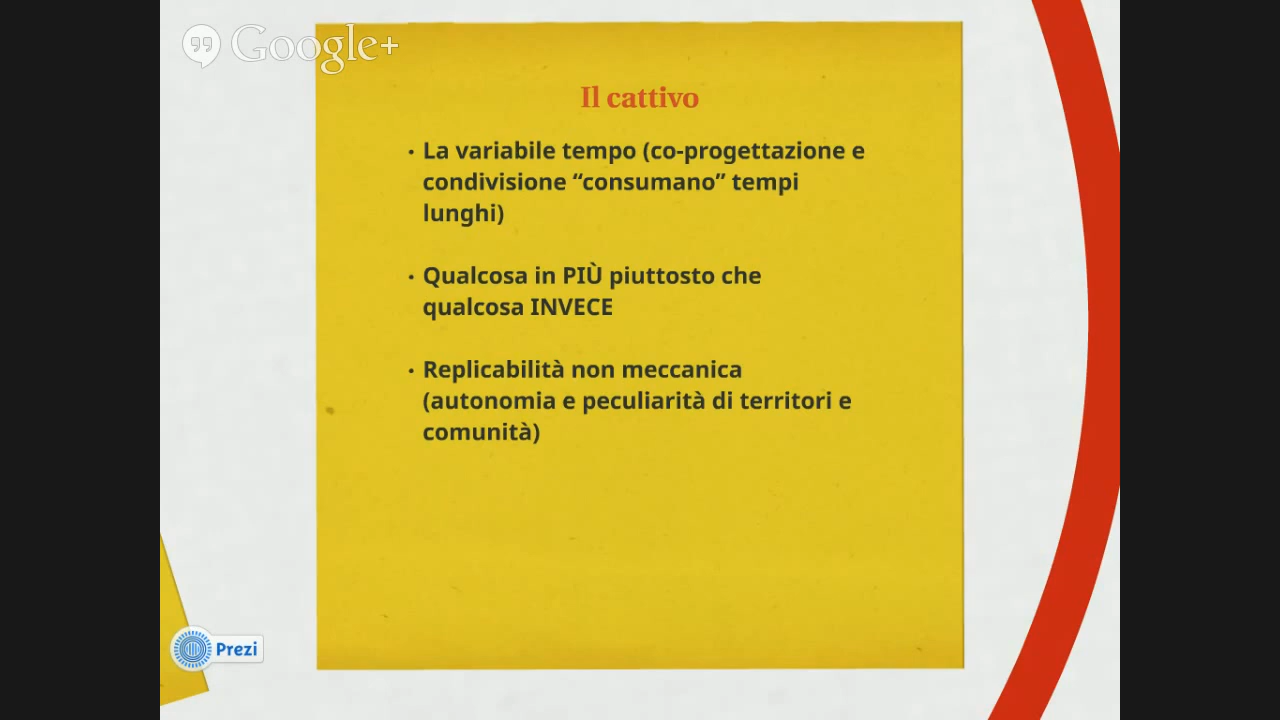 Google+
Il cattivo
• La variabile tempo (co-progettazione e
condivisione “consumano” tempi
lunghi)
• Qualcosa in PIÙ piuttosto che
qualcosa INVECE
• Replicabilità non meccanica
(autonomia e peculiarità di territori e
comunità)
Prezi